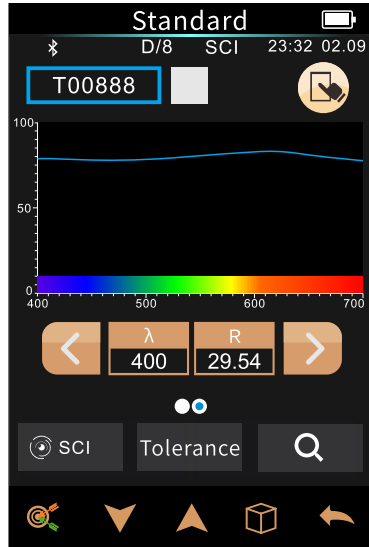 Standard
D/8 SCI 23:32 02.09
T00888
100
50
0
400 500 600 700
λ R
400 29.54
SCI Tolerance